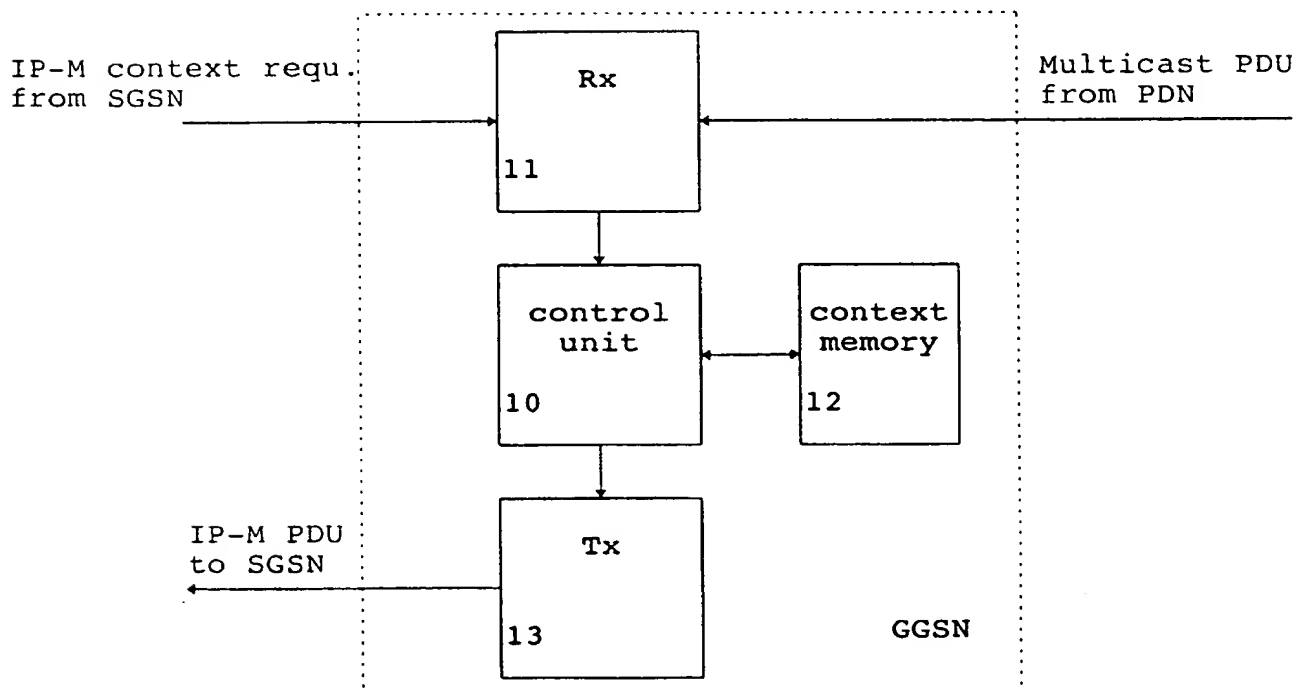 IP-M context requ.
from SGSN
Rx
11
Multicast PDU
from PDN
control
unit
10
context
memory
12
IP-M PDU
to SGSN
Tx
13
GGSN